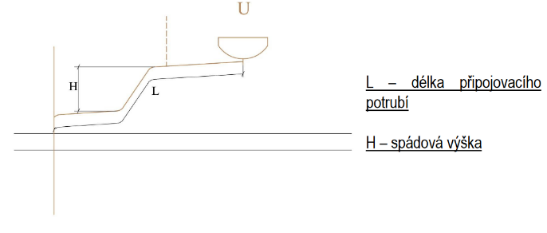 U
H
L
L – délka připojovacího
potrubí
H – spádová výška